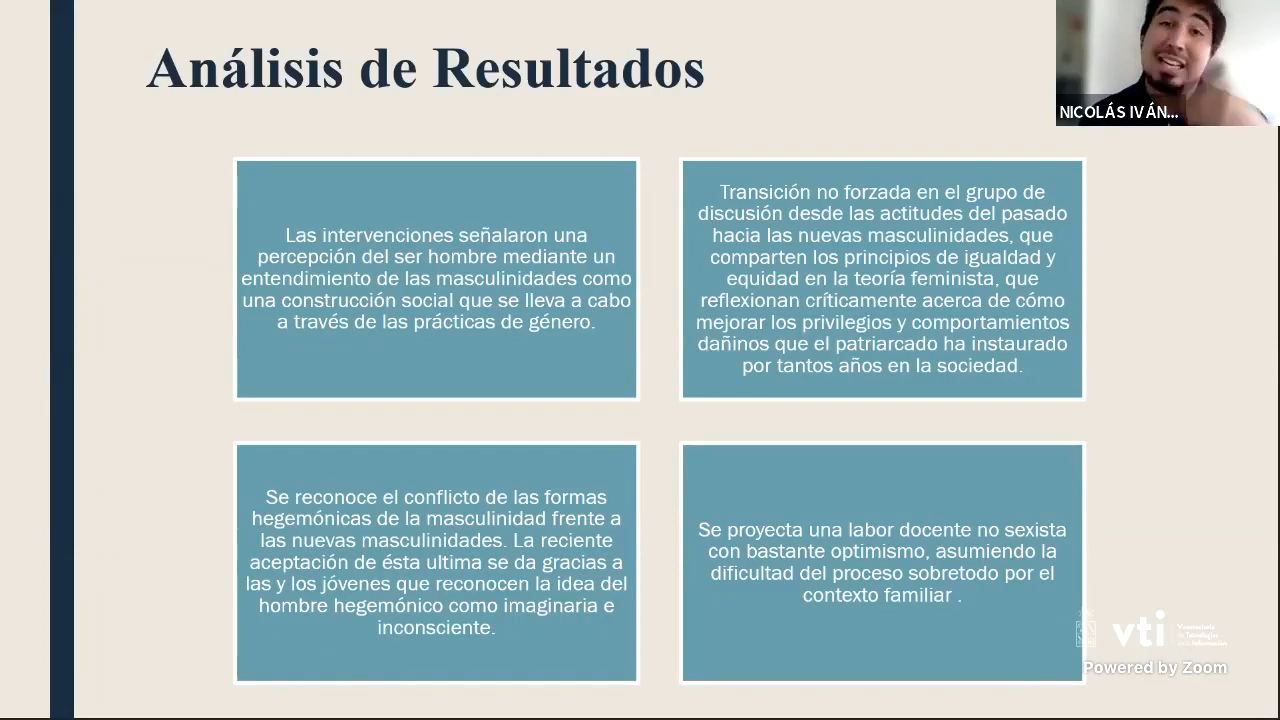 Análisis de Resultados
NICOLÁS IVÁN...
Las intervenciones señalaron una
percepción del ser hombre mediante un
entendimiento de las masculinidades como
una construcción social que se lleva a cabo
a través de las prácticas de género.
Transición no forzada en el grupo de
discusión desde las actitudes del pasado
hacia las nuevas masculinidades, que
comparten los principios de igualdad y
equidad en la teoría feminista, que
reflexionan críticamente acerca de cómo
mejorar los privilegios y comportamientos
dañinos que el patriarcado ha instaurado
por tantos años en la sociedad.
Se reconoce el conflicto de las formas
hegemónicas de la masculinidad frente a
las nuevas masculinidades. La reciente
aceptación de ésta ultima se da gracias a
las y los jóvenes que reconocen la idea del
hombre hegemónico como imaginaria e
inconsciente.
Se proyecta una labor docente no sexista
con bastante optimismo, asumiendo la
dificultad del proceso sobretodo por el
contexto familiar .
vti
Powered by Zoom